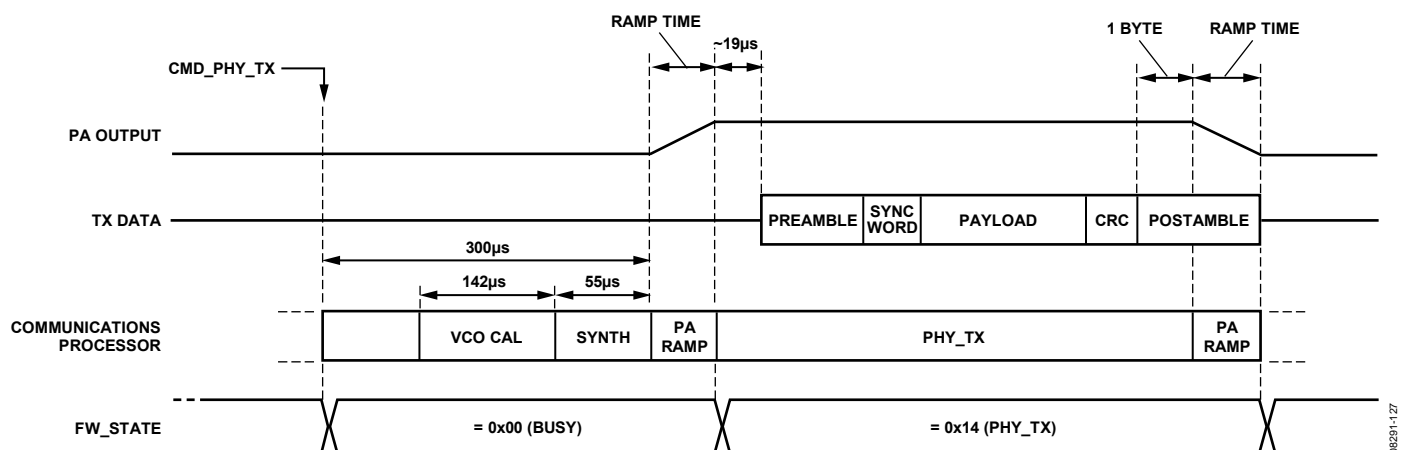 RAMP TIME
~19µs
1 BYTE
RAMP TIME
CMD_PHY_TX
PA OUTPUT
TX DATA
PREAMBLE
SYNC
WORD
PAYLOAD
CRC
POSTAMBLE
300µs
142µs
55µs
COMMUNICATIONS
PROCESSOR
VCO CAL
SYNTH
PA
RAMP
PHY_TX
PA
RAMP
FW_STATE
= 0x00 (BUSY)
= 0x14 (PHY_TX)
08291-127